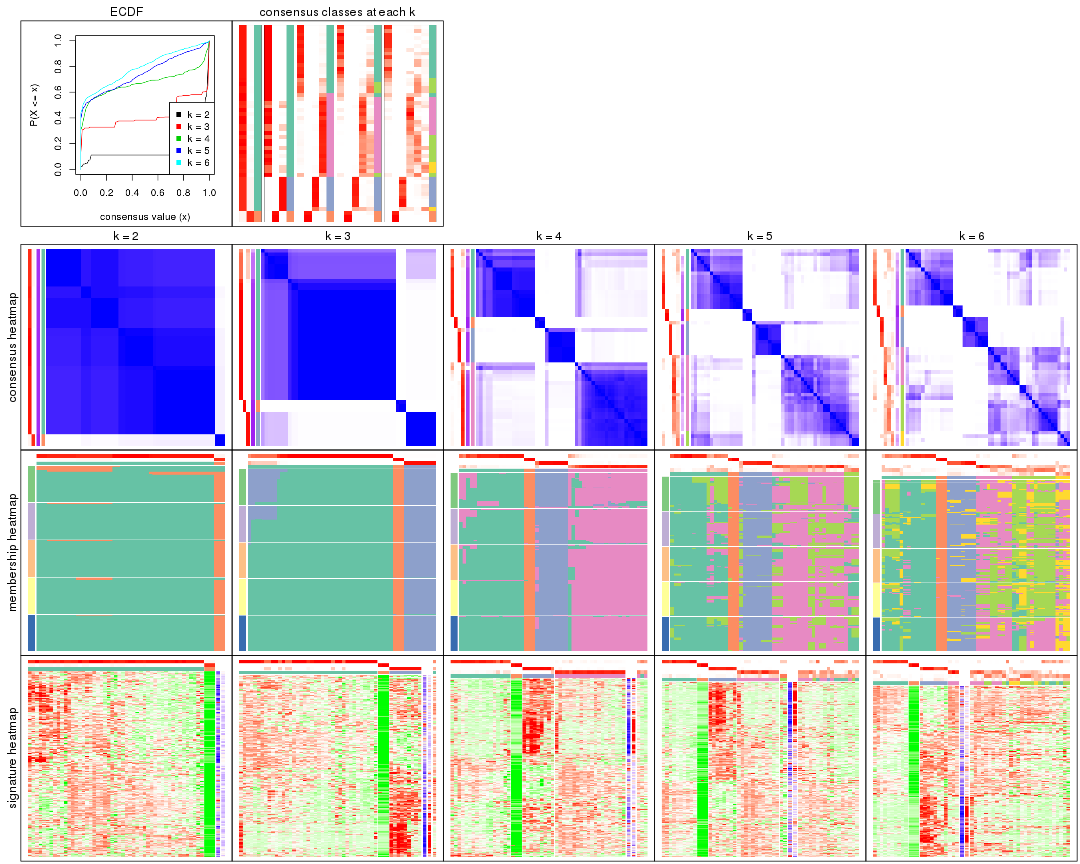 ECDF
consensus classes at each k
P(X <= x)
0.0
0.2
0.4
0.6
0.8
1.0
k = 2
k = 3
k = 4
k = 5
k = 6
0.0 0.2 0.4 0.6 0.8 1.0
consensus value (x)
k = 2
k = 3
k = 4
k = 5
k = 6
consensus heatmap
membership heatmap
signature heatmap